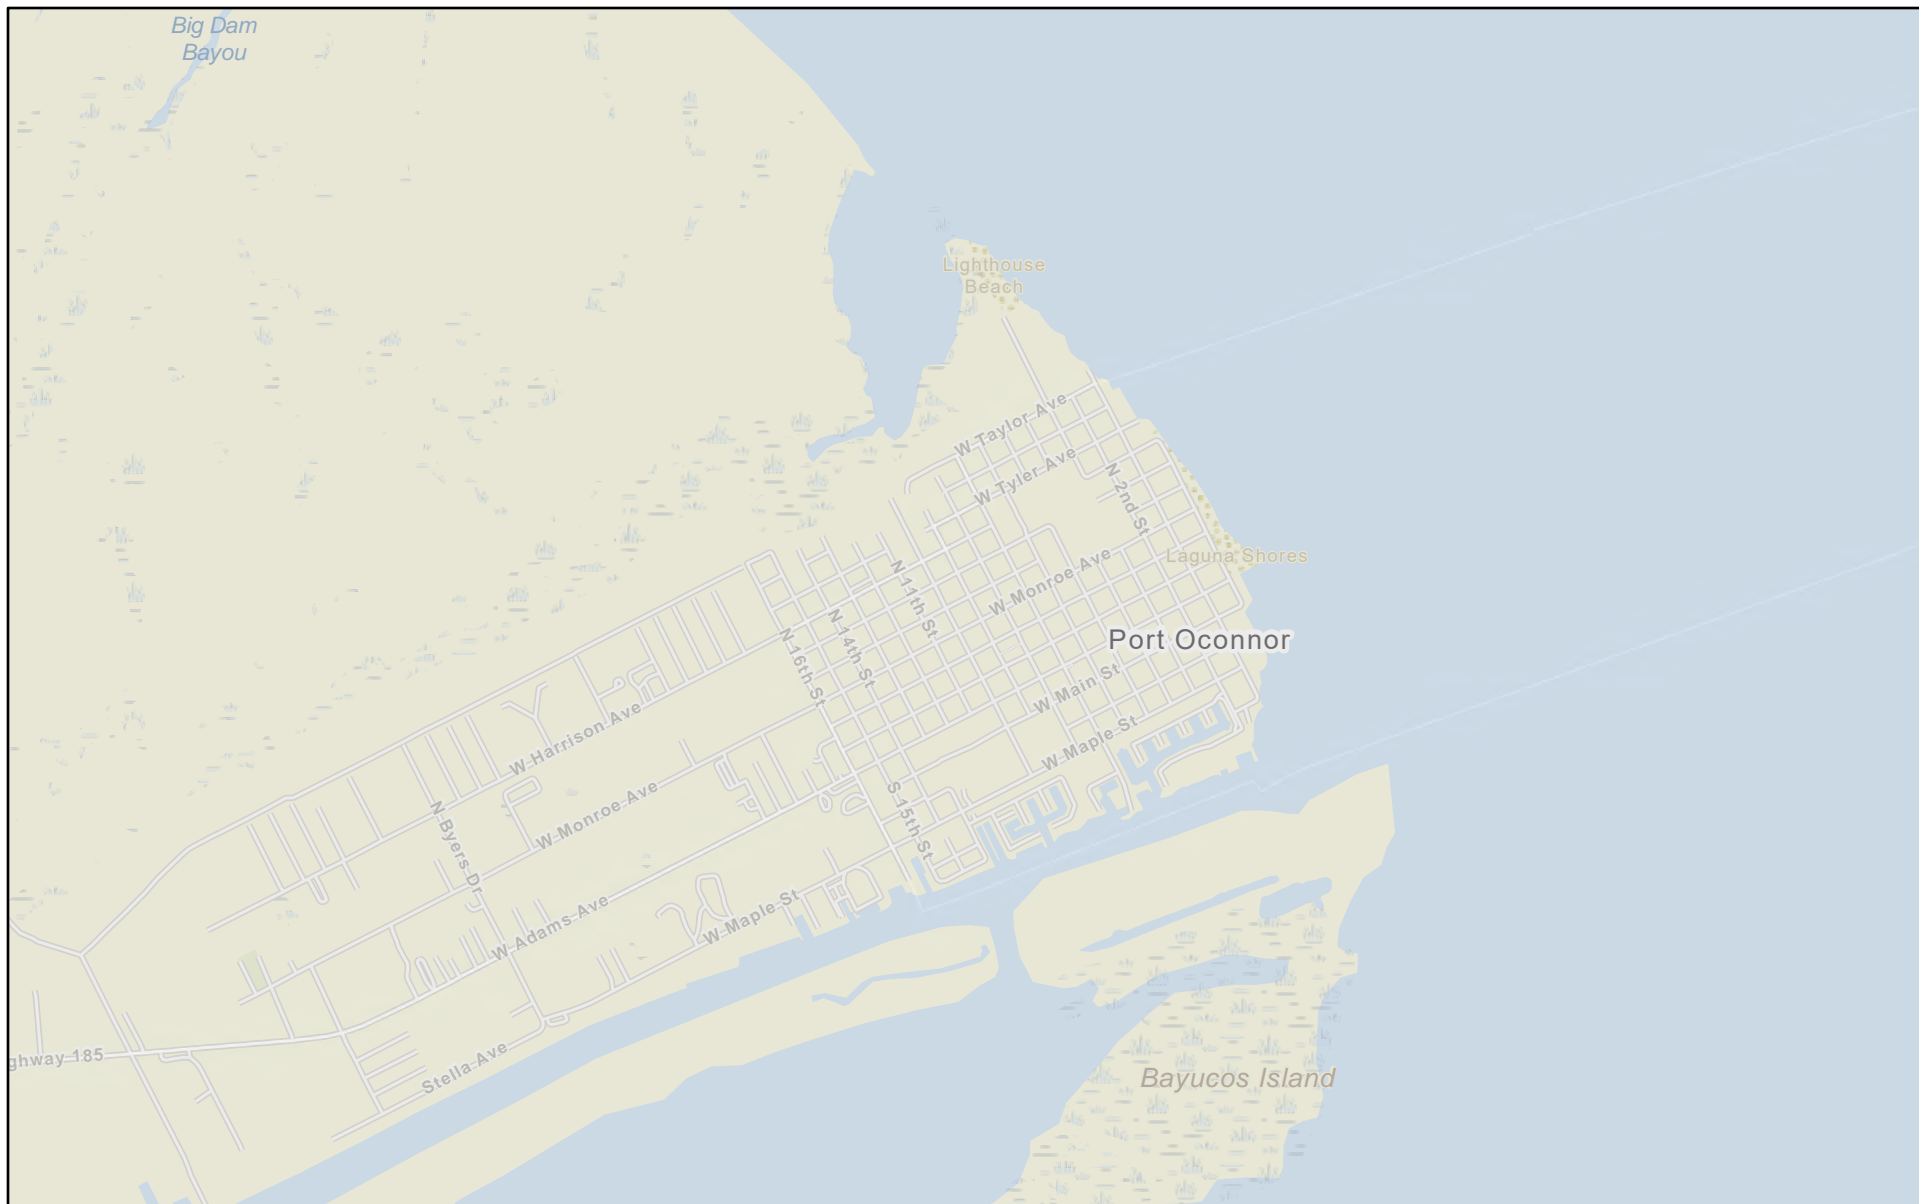 Big Dam
Bayou
Lighthouse
Beach
W Taylor Ave
W Tyler Ave
N 2nd St
Laguna Shores
W Monroe Ave
N 11th St
N 14th St
N 16th St
Port Oconnor
W Main St
W Maple St
W Harrison Ave
W Monroe Ave
N Byers Dr
S 15th St
W Adams Ave
W Maple St
ghway 185
Stella Ave
Bayucos Island